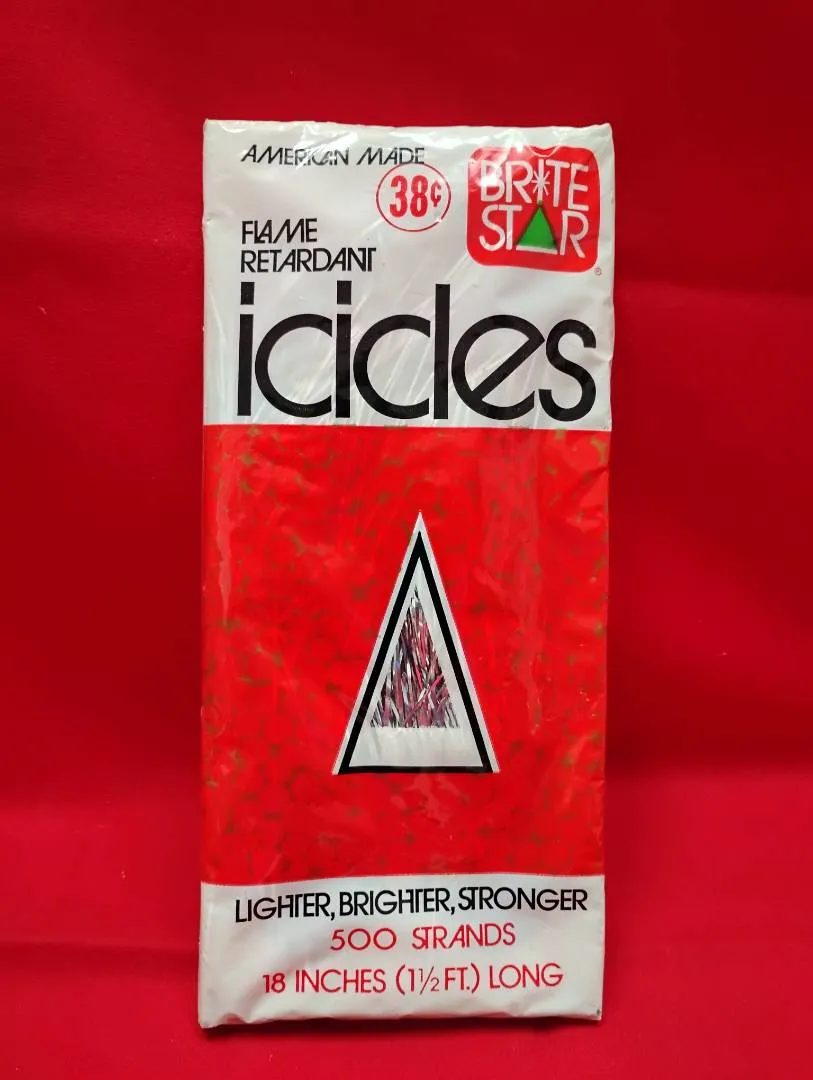 AMERICAN MADE
38¢
BRITE
STAR
®
FLAME
RETARDANT
icicles
LIGHTER, BRIGHTER, STRONGER
500 STRANDS
18 INCHES (1½ FT.) LONG